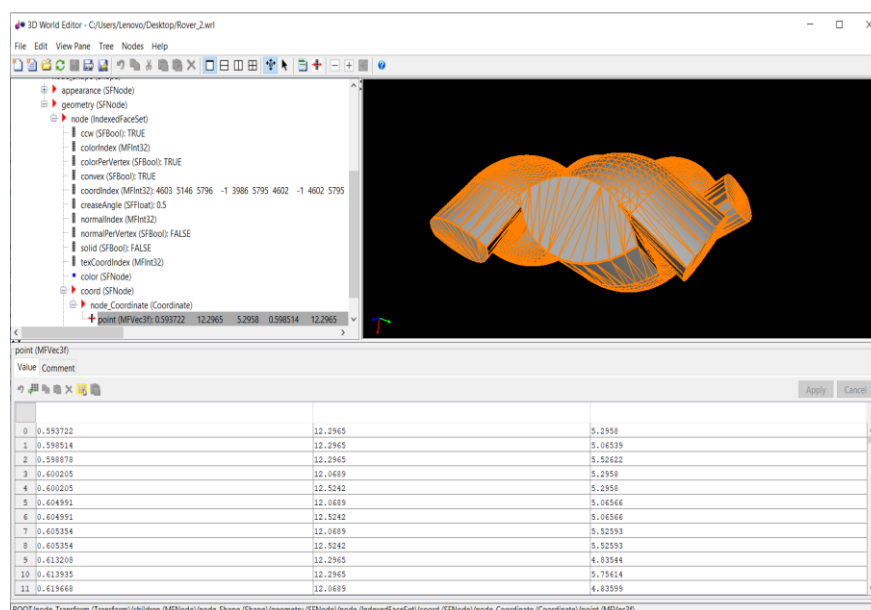 3D World Editor - C:/Users/Lenovo/Desktop/Rover_2.wrl
File Edit View Pane Tree Nodes Help
appearance (SFNode)
geometry (SFNode)
node (IndexedFaceSet)
ccw (SFBool): TRUE
colorIndex (MFInt32)
colorPerVertex (SFBool): TRUE
convex (SFBool): TRUE
coordIndex (MFInt32): 4603 5146 5796 -1 3986 5795 4602 -1 4602 5795
creaseAngle (SFFloat): 0.5
normalIndex (MFInt32)
normalPerVertex (SFBool): FALSE
solid (SFBool): FALSE
texCoordIndex (MFInt32)
color (SFNode)
coord (SFNode)
node_Coordinate (Coordinate)
point (MFVec3f): 0.593722 12.2965 5.2958 0.598514 12.2965
point (MFVec3f)
Value Comment
Apply Cancel
0 0.593722 12.2965 5.2958
1 0.598514 12.2965 5.06539
2 0.598878 12.2965 5.52622
3 0.600205 12.0689 5.2958
4 0.600205 12.5242 5.2958
5 0.604991 12.0689 5.06566
6 0.604991 12.5242 5.06566
7 0.605354 12.0689 5.52593
8 0.605354 12.5242 5.52593
9 0.613208 12.2965 4.83544
10 0.613935 12.2965 5.75614
11 0.619668 12.0689 4.83599